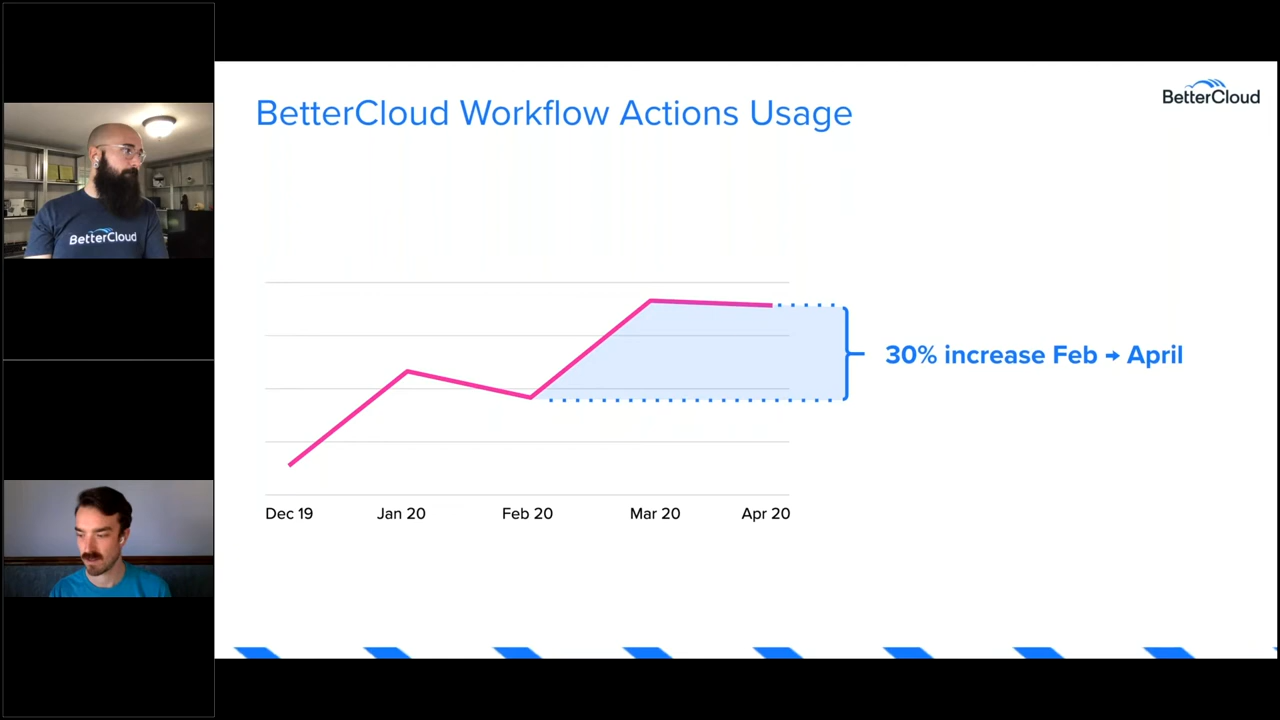 BetterCloud Workflow Actions Usage
BetterCloud
BetterCloud
30% increase Feb → April
Dec 19
Jan 20
Feb 20
Mar 20
Apr 20